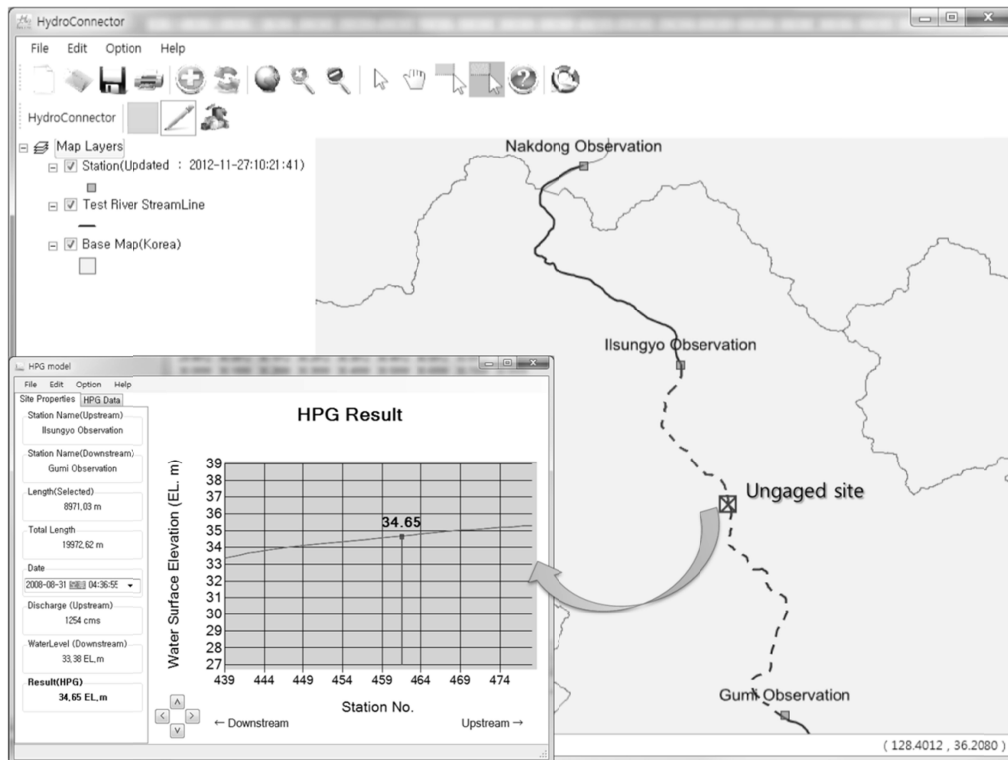 HydroConnector
File Edit Option Help
HydroConnector
Map Layers
Station(Updated : 2012-11-27:10:21:41)
Test River StreamLine
Base Map(Korea)
Nakdong Observation
Ilsungyo Observation
Ungaged site
Gumi Observation
( 128.4012 , 36.2080 )
HPG model
File Edit Option Help
Site Properties HPG Data
Station Name(Upstream)
Ilsungyo Observation
Station Name(Downstream)
Gumi Observation
Length(Selected)
8971,03 m
Total Length
19972,62 m
Date
2008-08-31 04:36:55
Discharge (Upstream)
1254 cms
WaterLevel (Downstream)
33,38 EL,m
Result(HPG)
34,65 EL,m
HPG Result
Water Surface Elevation (EL. m)
39
38
37
36
35
34
33
32
31
30
29
28
27
34.65
439 444 449 454 459 464 469 474
Station No.
← Downstream Upstream →